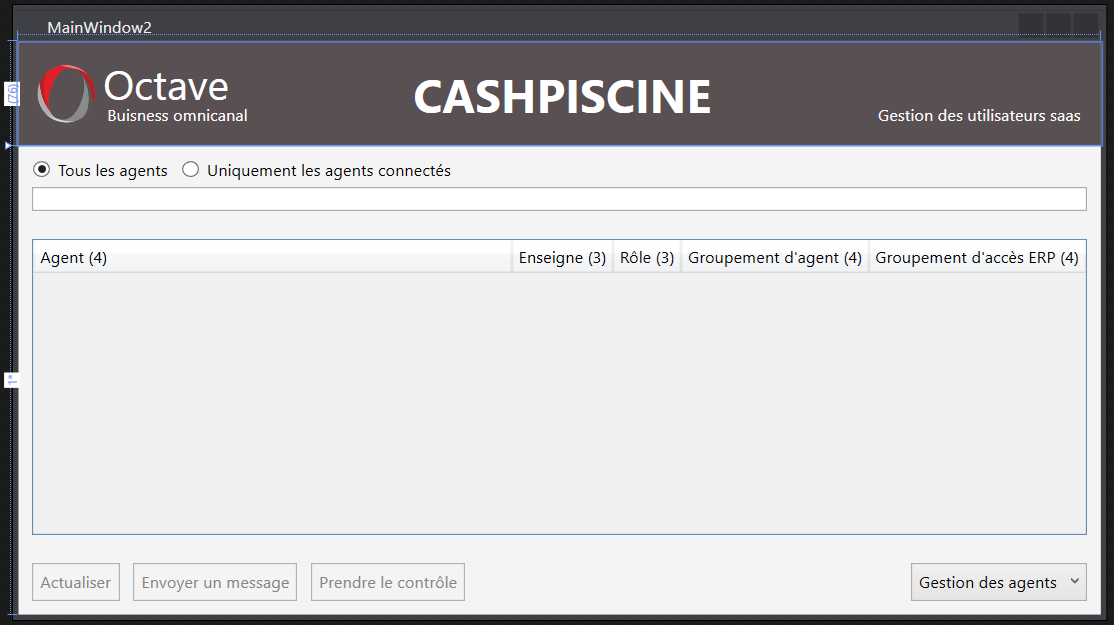 MainWindow2
(76)
Octave
Buisness omnicanal
CASHPISCINE
Gestion des utilisateurs saas
Tous les agents Uniquement les agents connectés
Agent (4) Enseigne (3) Rôle (3) Groupement d'agent (4) Groupement d'accès ERP (4)
1*
Actualiser Envoyer un message Prendre le contrôle Gestion des agents